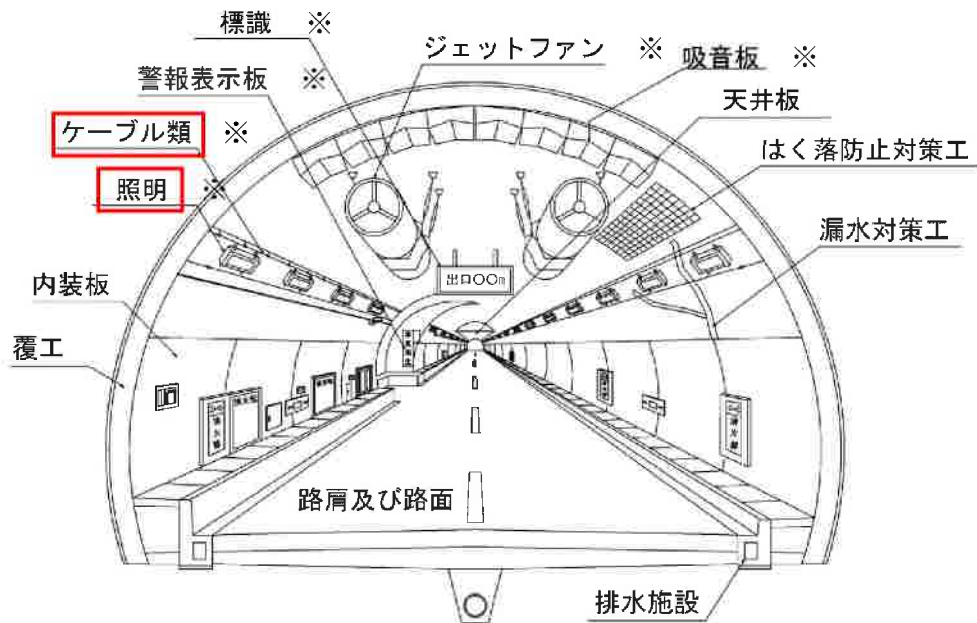 標識 ※
ジェットファン ※
吸音板 ※
警報表示板 ※
天井板
ケーブル類 ※
はく落防止対策工
照明 ※
漏水対策工
出口〇〇m
内装板
覆工
路肩及び路面
排水施設